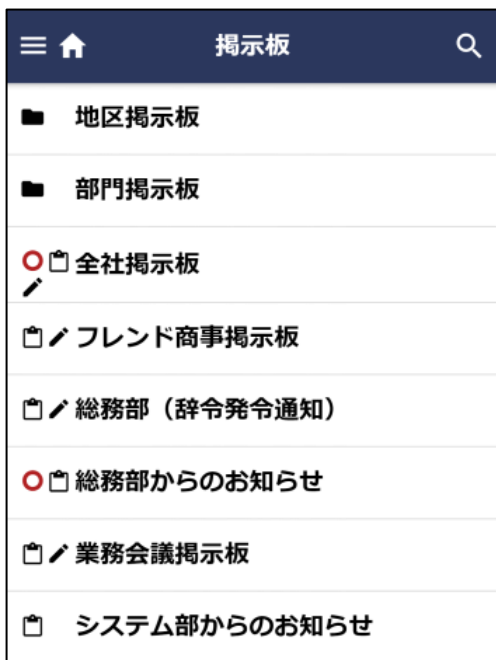 掲示板
地区掲示板
部門掲示板
全社掲示板
フレンド商事掲示板
総務部（辞令発令通知）
総務部からのお知らせ
業務会議掲示板
システム部からのお知らせ